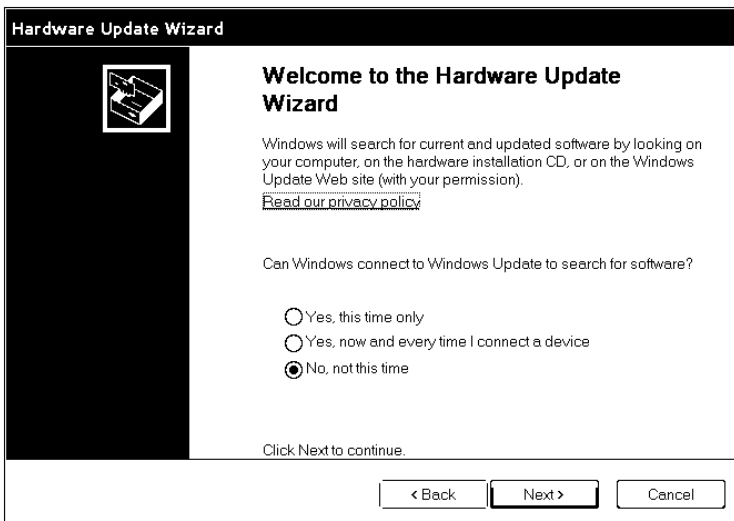 Hardware Update Wizard
Welcome to the Hardware Update
Wizard
Windows will search for current and updated software by looking on
your computer, on the hardware installation CD, or on the Windows
Update Web site (with your permission).
Read our privacy policy
Can Windows connect to Windows Update to search for software?
Yes, this time only
Yes, now and every time I connect a device
No, not this time
Click Next to continue.
< Back Next > Cancel